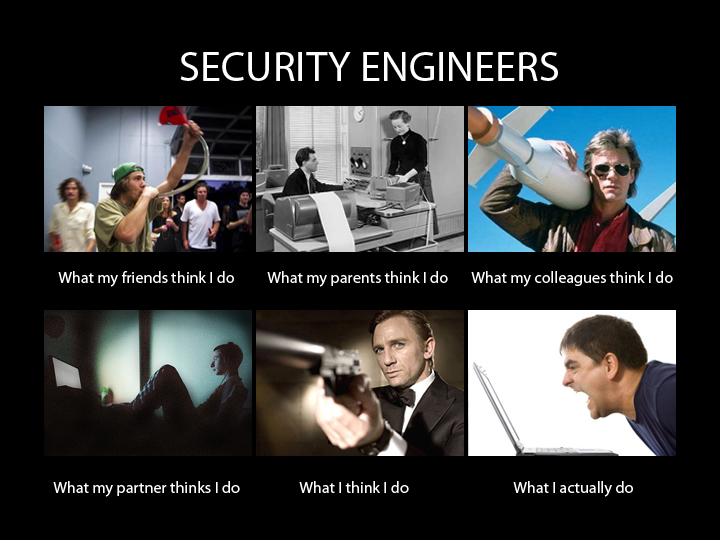 SECURITY ENGINEERS
What my friends think I do
What my parents think I do
What my colleagues think I do
What my partner thinks I do
What I think I do
What I actually do